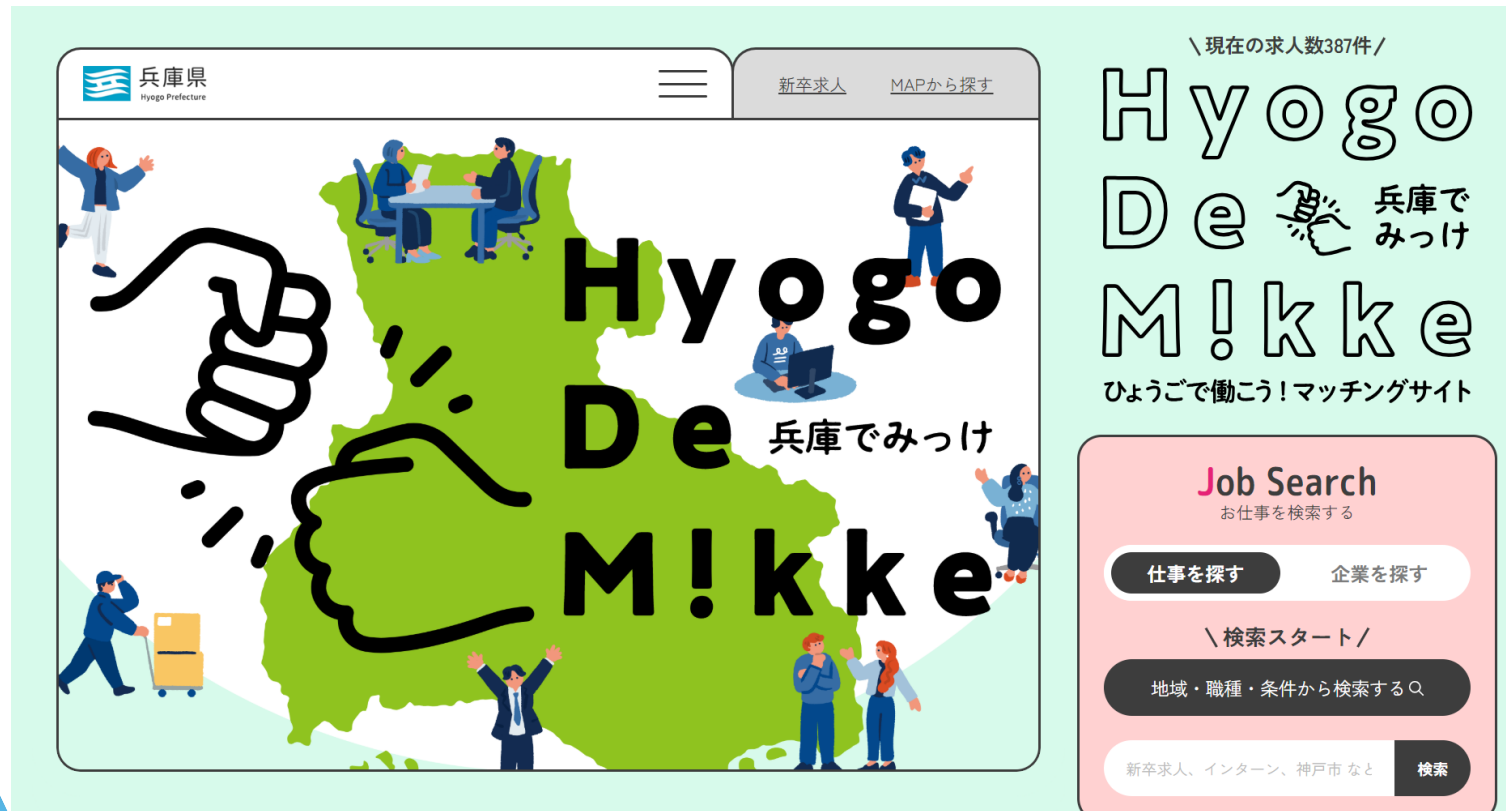 兵庫県
Hyogo Prefecture
新卒求人
MAPから探す
Hyogo
De
兵庫でみっけ
M!kke
\ 現在の求人数387件 /
Hyogo
De
兵庫で
みっけ
M!kke
ひょうごで働こう!マッチングサイト
Job Search
お仕事を検索する
仕事を探す
企業を探す
\ 検索スタート /
地域・職種・条件から検索する
新卒求人、インターン、神戸市 など
検索